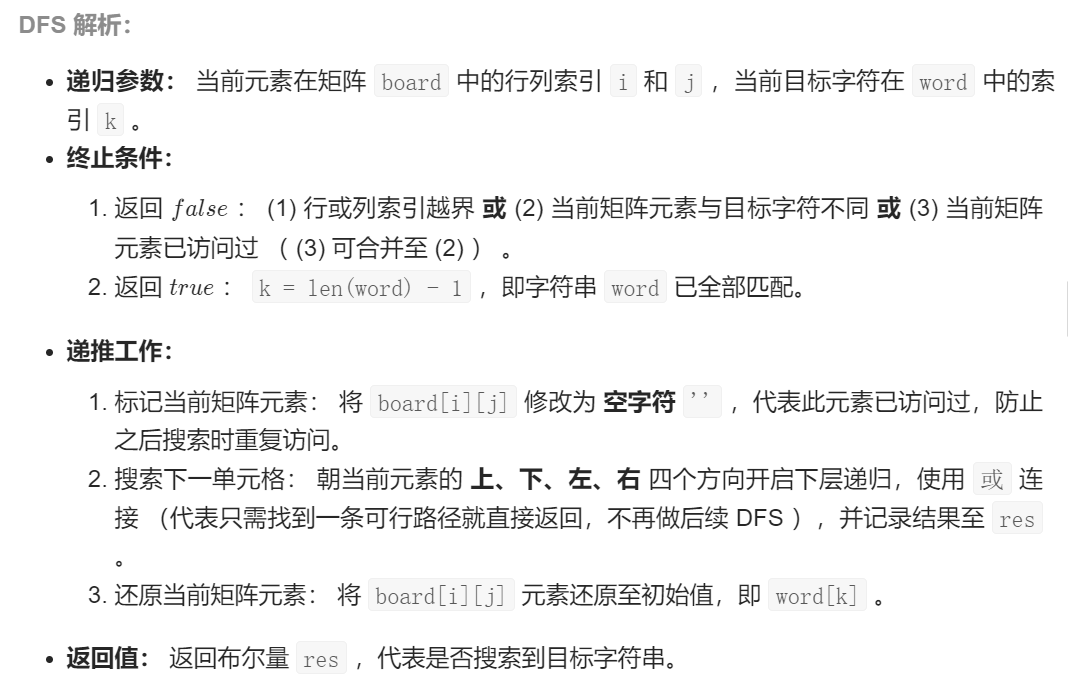 DFS 解析：
• 递归参数： 当前元素在矩阵 board 中的行列索引 i 和 j ，当前目标字符在 word 中的索
引 k 。
• 终止条件：
1. 返回 false ： (1) 行或列索引越界 或 (2) 当前矩阵元素与目标字符不同 或 (3) 当前矩阵
元素已访问过 （ (3) 可合并至 (2) ） 。
2. 返回 true ： k = len(word) - 1 ，即字符串 word 已全部匹配。
• 递推工作：
1. 标记当前矩阵元素： 将 board[i][j] 修改为 空字符 '' ，代表此元素已访问过，防止
之后搜索时重复访问。
2. 搜索下一单元格： 朝当前元素的 上、下、左、右 四个方向开启下层递归，使用 或 连
接 （代表只需找到一条可行路径就直接返回，不再做后续 DFS ），并记录结果至 res
。
3. 还原当前矩阵元素： 将 board[i][j] 元素还原至初始值，即 word[k] 。
• 返回值： 返回布尔量 res ，代表是否搜索到目标字符串。